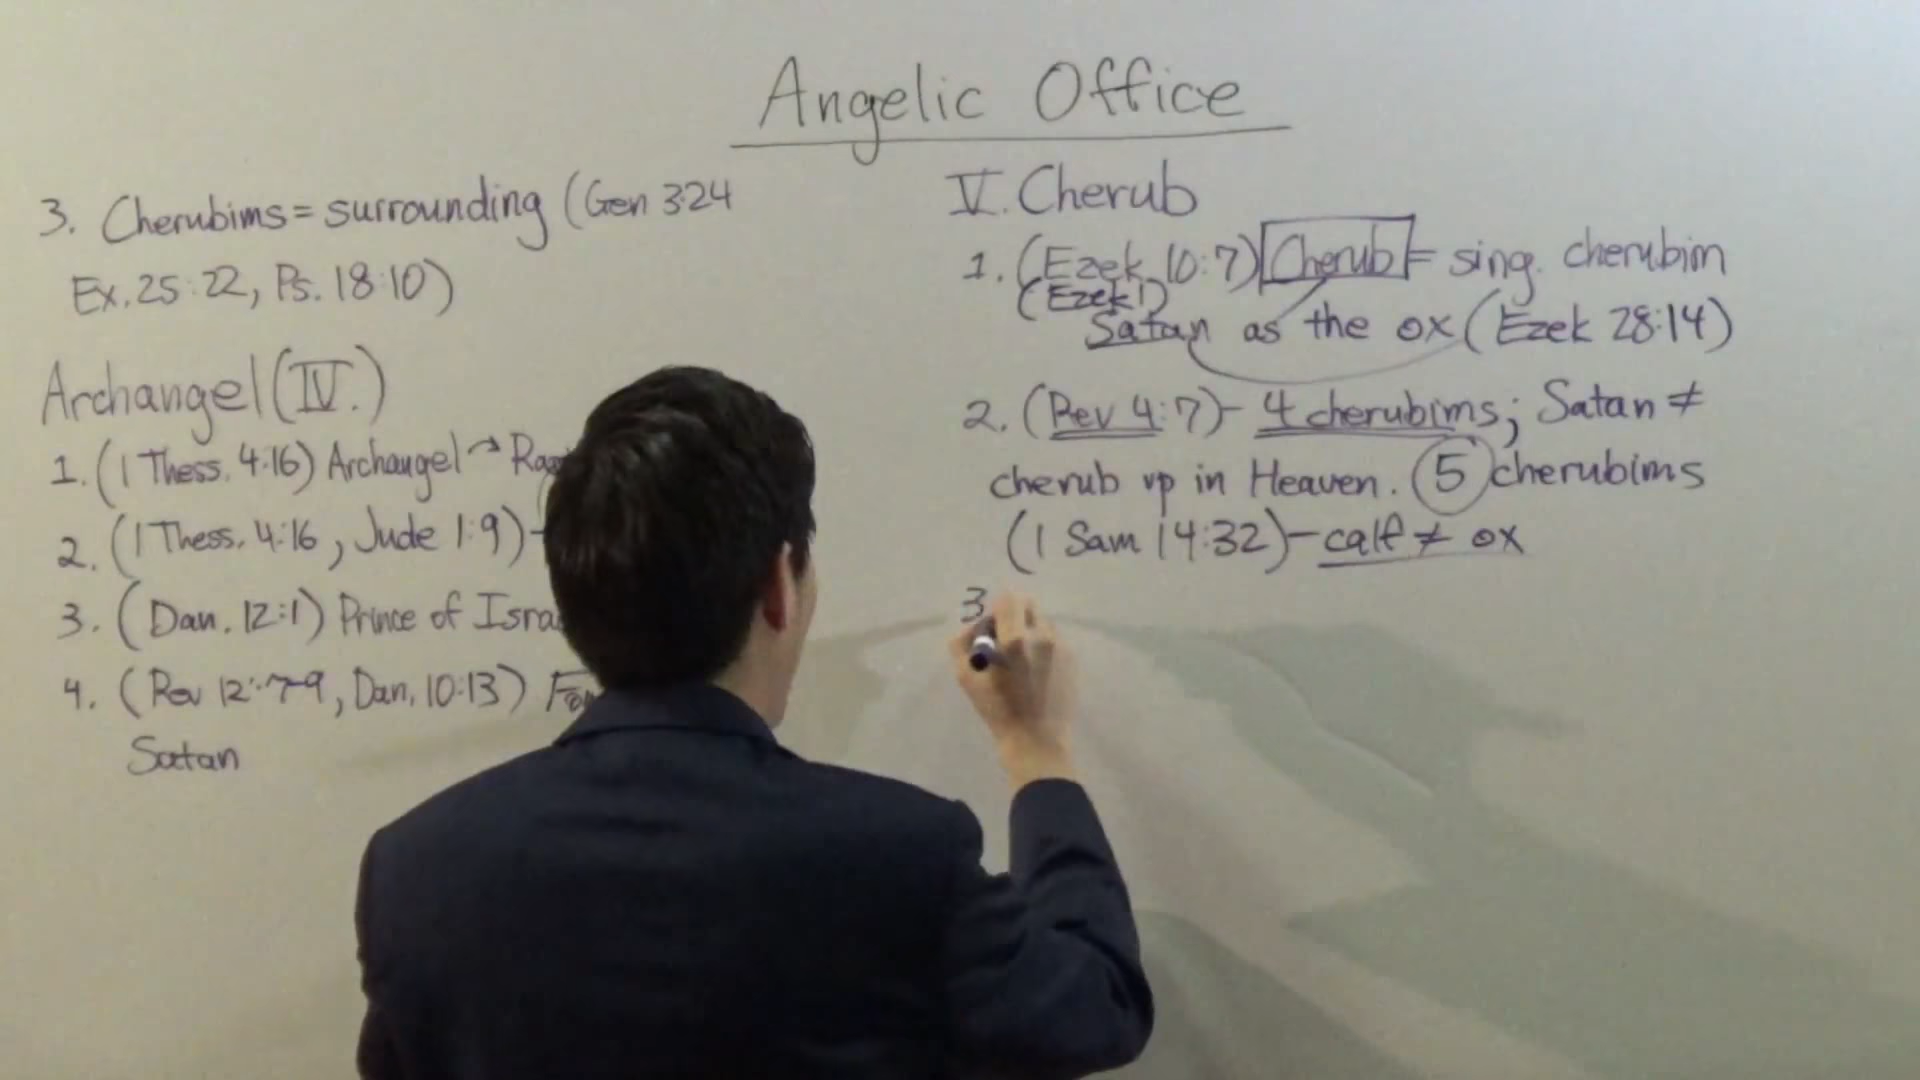 Angelic Office
3. Cherubims = surrounding (Gen 3:24
Ex. 25:22, Ps. 18:10)
Archangel (IV.)
1. (1 Thess. 4:16) Archangel →
2. (1 Thess. 4:16, Jude 1:9) -
3. (Dan. 12:1) Prince of
4. (Rev 12:7-9, Dan. 10:13)
Satan
V. Cherub
1. (Ezek 10:7) Cherub = sing. cherubim
(Ezek 1)
Satan as the ox (Ezek 28:14)
2. (Rev 4:7) - 4 cherubims; Satan ≠
cherub up in Heaven. 5 cherubims
(1 Sam 14:32) - calf ≠ ox
3